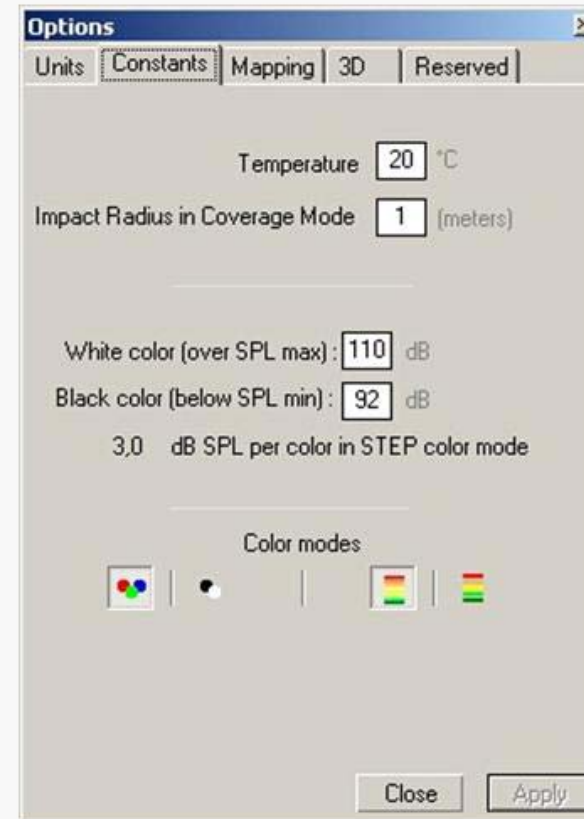 Options
Units Constants Mapping 3D Reserved
Temperature 20 °C
Impact Radius in Coverage Mode 1 (meters)
White color (over SPL max) : 110 dB
Black color (below SPL min) : 92 dB
3,0 dB SPL per color in STEP color mode
Color modes
Close Apply